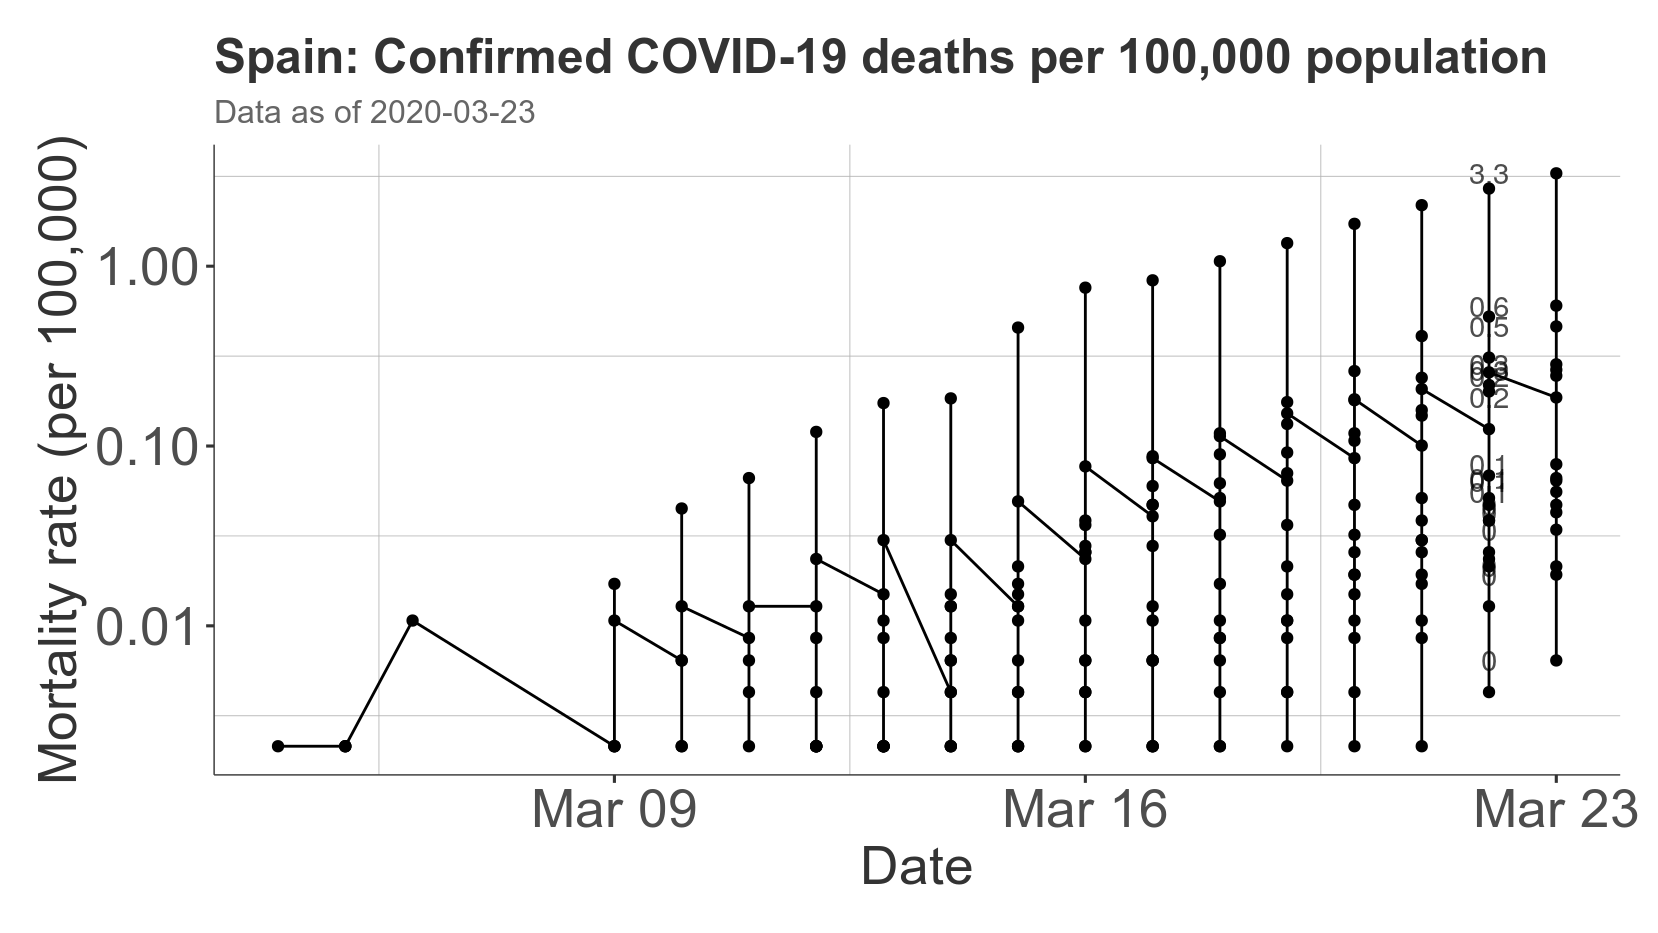 Spain: Confirmed COVID-19 deaths per 100,000 population
Data as of 2020-03-23
Mortality rate (per 100,000)
1.00
0.10
0.01
3.3
0.6
0.5
0.3
0.2
0.1
0.1
0
0
0
Mar 09
Mar 16
Mar 23
Date